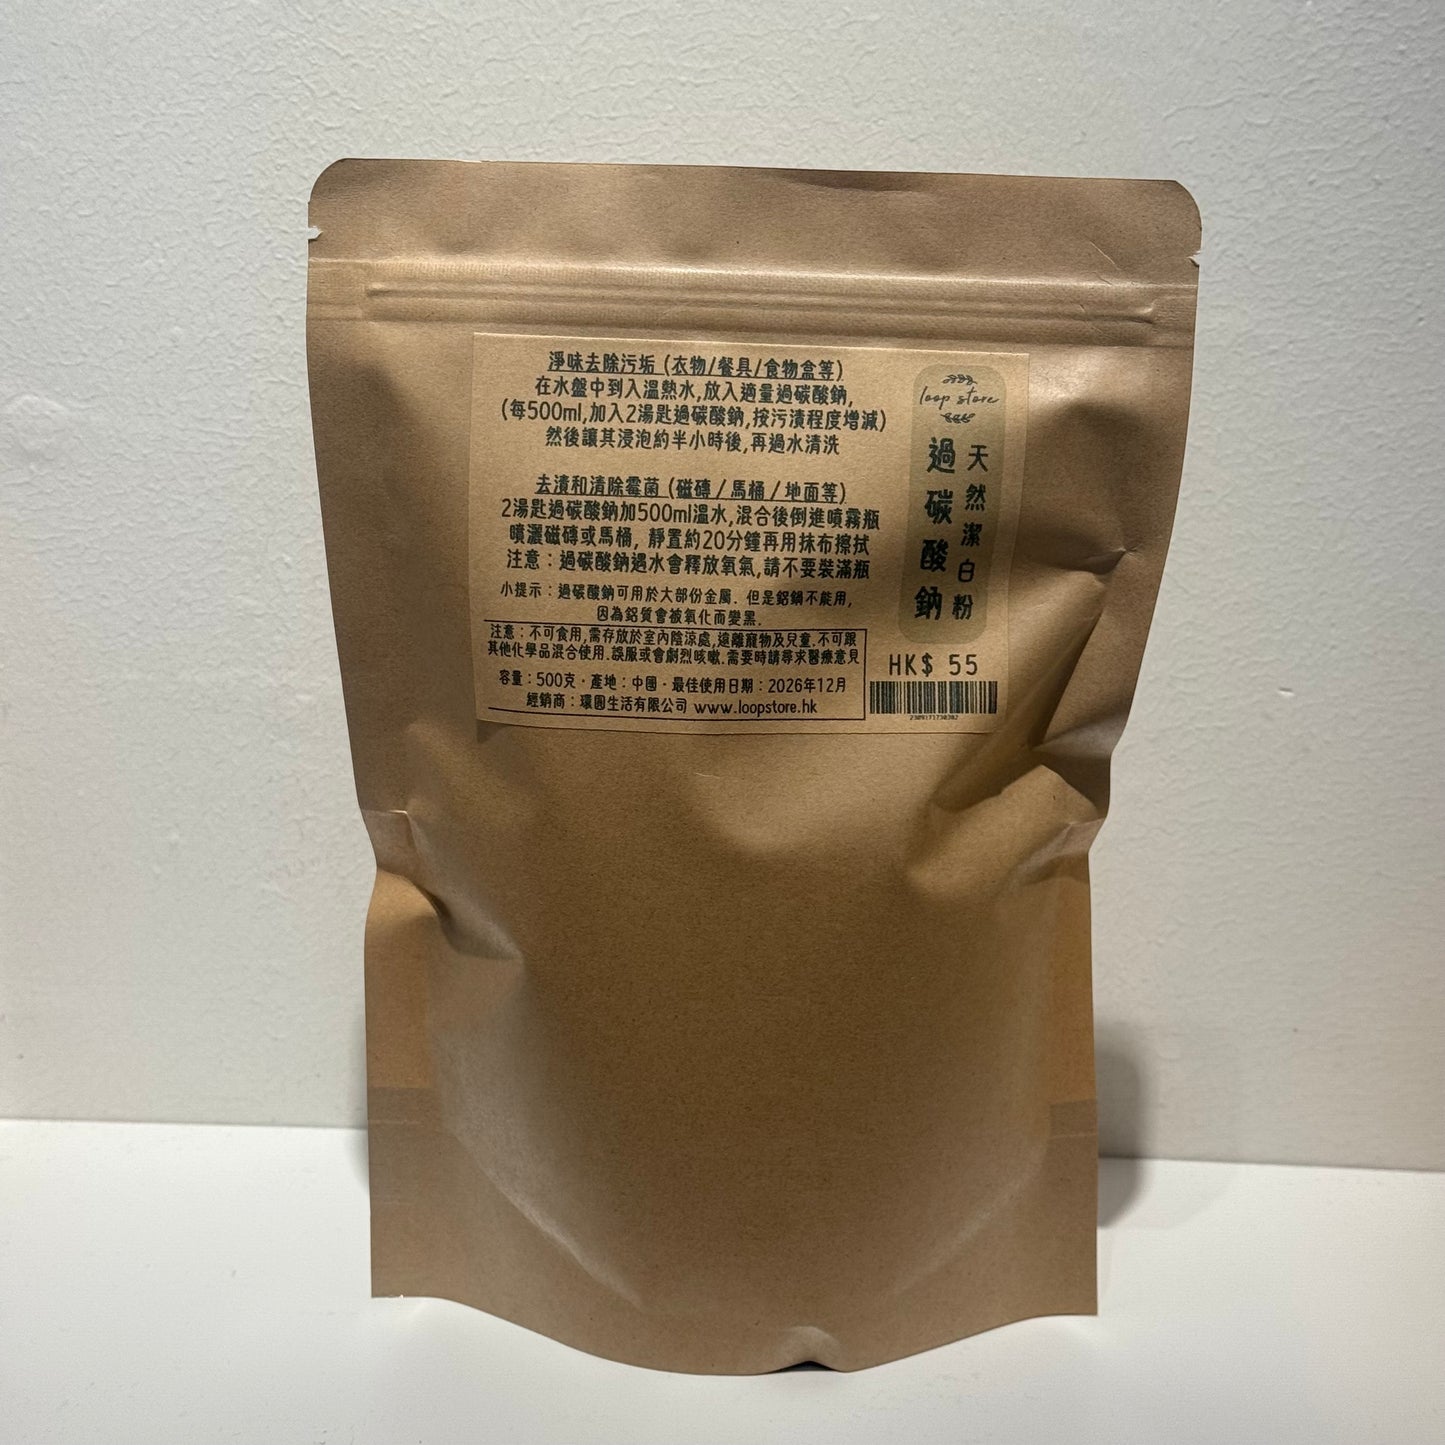 淨味去除污垢 (衣物/餐具/食物盒等)
在水盤中到入溫熱水,放入適量過碳酸鈉,
(每500ml,加入2湯匙過碳酸鈉,按污漬程度增減)
然後讓其浸泡約半小時後,再過水清洗
去漬和清除霉菌 (磁磚 / 馬桶 / 地面等)
2湯匙過碳酸鈉加500ml溫水,混合後倒進噴霧瓶
噴灑磁磚或馬桶, 靜置約20分鐘再用抹布擦拭
注意：過碳酸鈉遇水會釋放氧氣,請不要裝滿瓶
小提示：過碳酸鈉可用於大部份金屬. 但是鋁鍋不能用,
因為鋁質會被氧化而變黑.
注意：不可食用,需存放於室內陰涼處,遠離寵物及兒童.不可跟
其他化學品混合使用.誤服或會劇烈咳嗽.需要時請尋求醫療意見
容量：500克・產地：中國・最佳使用日期：2026年12月
經銷商：環圓生活有限公司 www.loopstore.hk
loop store
天然潔白粉
過碳酸鈉
HK$ 55
2309171730302